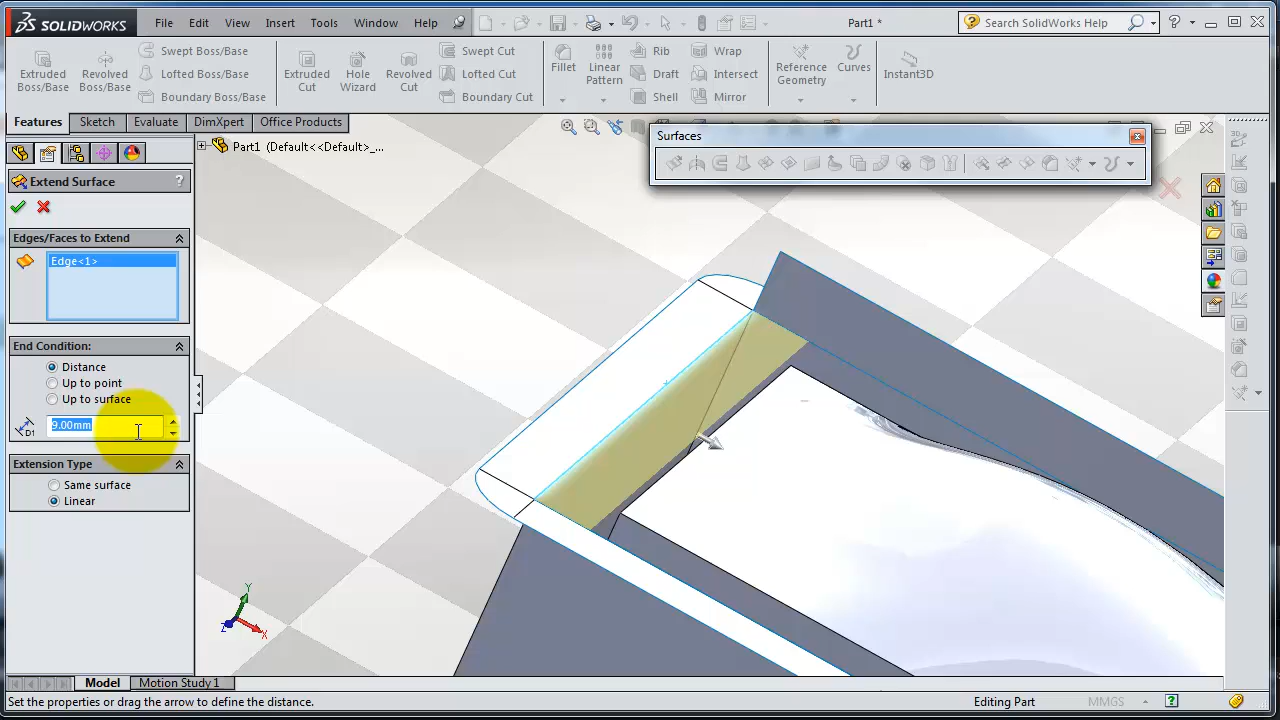 SOLIDWORKS File Edit View Insert Tools Window Help Part1 * Search SolidWorks Help
Extruded Boss/Base Revolved Boss/Base Swept Boss/Base Lofted Boss/Base Boundary Boss/Base
Extruded Cut Hole Wizard Revolved Cut Swept Cut Lofted Cut Boundary Cut
Fillet Linear Pattern Rib Draft Shell Wrap Intersect Mirror
Reference Geometry Curves Instant3D
Features Sketch Evaluate DimXpert Office Products
Surfaces
Part1 (Default<<Default>_...
Extend Surface ?
Edges/Faces to Extend
Edge<1>
End Condition:
Distance
Up to point
Up to surface
D1 9.00mm
Extension Type
Same surface
Linear
Y
Z X
Model Motion Study 1
Set the properties or drag the arrow to define the distance. Editing Part MMGS